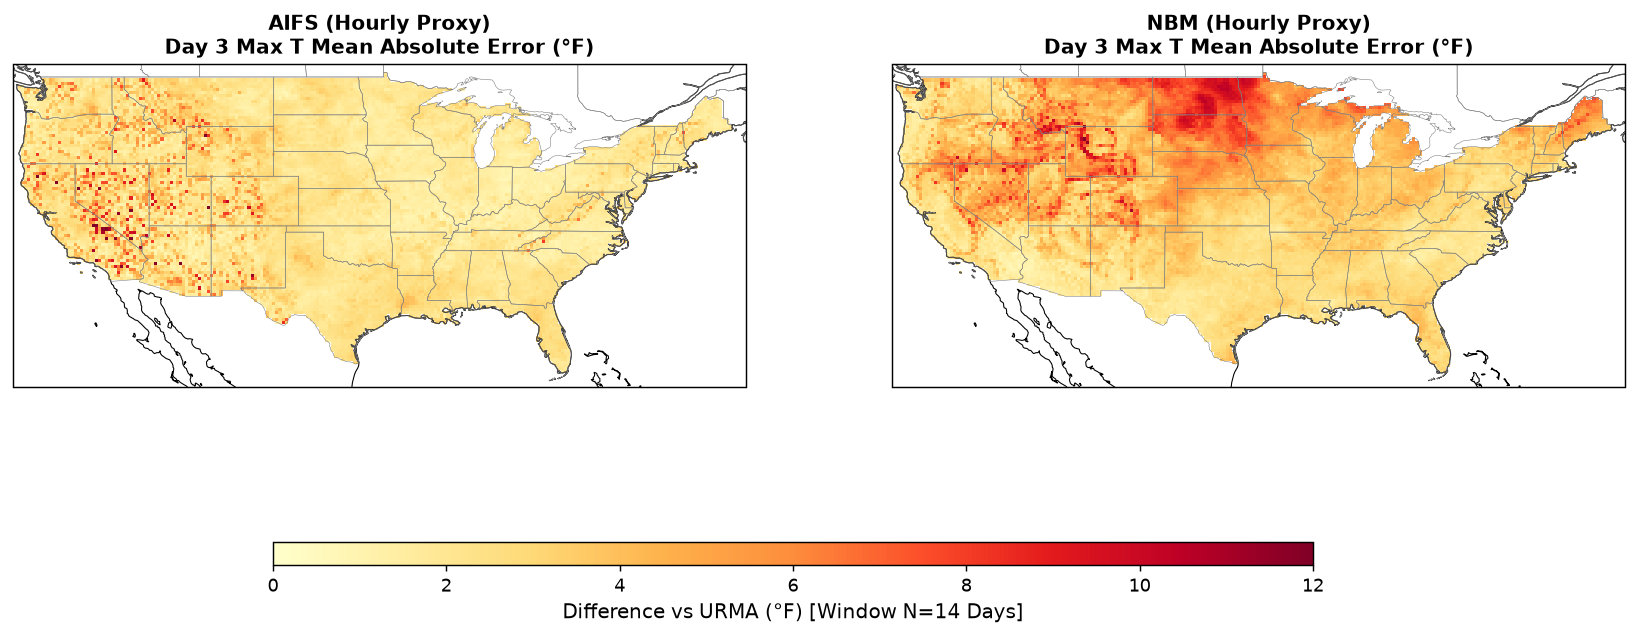 AIFS (Hourly Proxy)
Day 3 Max T Mean Absolute Error (°F)
NBM (Hourly Proxy)
Day 3 Max T Mean Absolute Error (°F)
0 2 4 6 8 10 12
Difference vs URMA (°F) [Window N=14 Days]